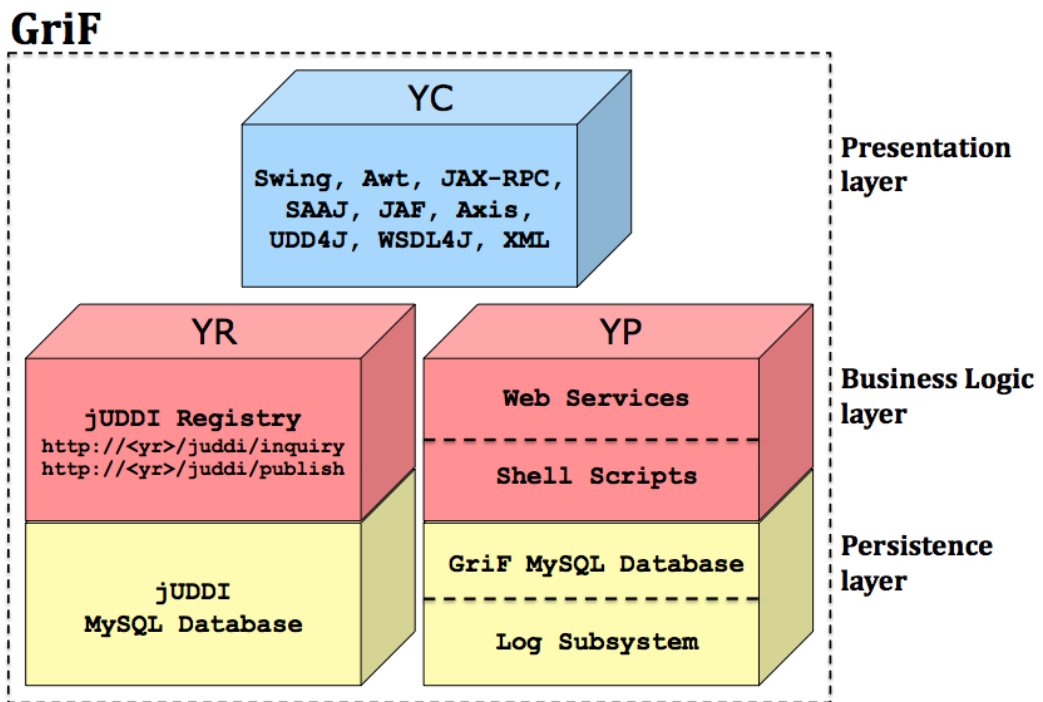 GriF
YC
Swing, Awt, JAX-RPC,
SAAJ, JAF, Axis,
UDD4J, WSDL4J, XML
Presentation
layer
YR
jUDDI Registry
http://<yr>/juddi/inquiry
http://<yr>/juddi/publish
YP
Web Services
Shell Scripts
Business Logic
layer
jUDDI
MySQL Database
GriF MySQL Database
Log Subsystem
Persistence
layer